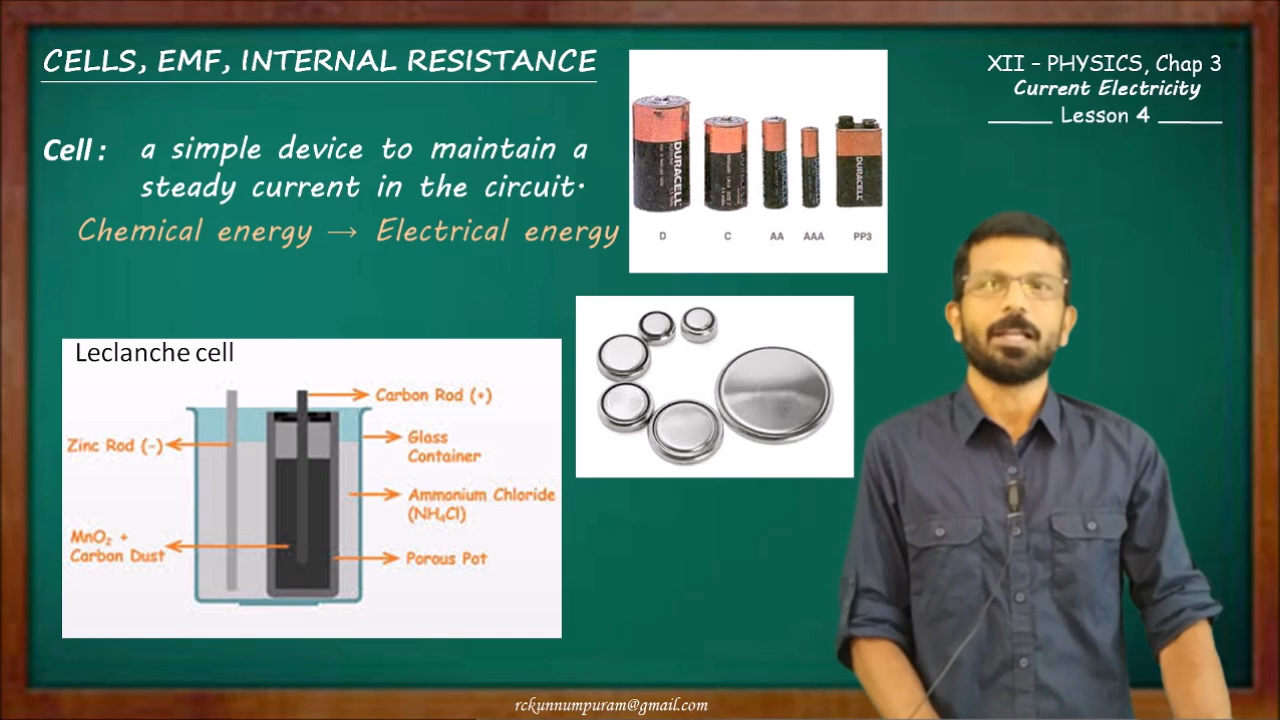 CELLS, EMF, INTERNAL RESISTANCE
XII – PHYSICS, Chap 3
Current Electricity
_____ Lesson 4 _____
Cell : a simple device to maintain a
steady current in the circuit.
Chemical energy → Electrical energy
DURACELL
DURACELL
D
C
AA
AAA
PP3
Leclanche cell
Carbon Rod (+)
Zinc Rod (-)
Glass
Container
Ammonium Chloride
(NH₄Cl)
MnO₂ +
Carbon Dust
Porous Pot
rckunnumpuram@gmail.com